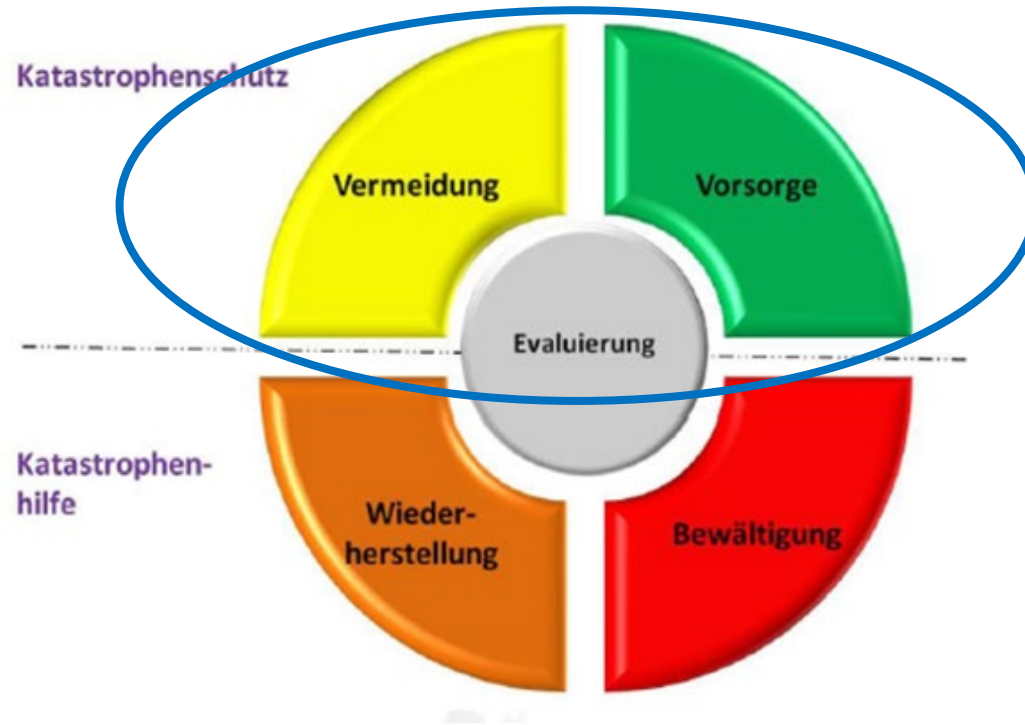 Katastrophenschutz
Vermeidung
Vorsorge
Evaluierung
Katastrophen-
hilfe
Wieder-
herstellung
Bewältigung